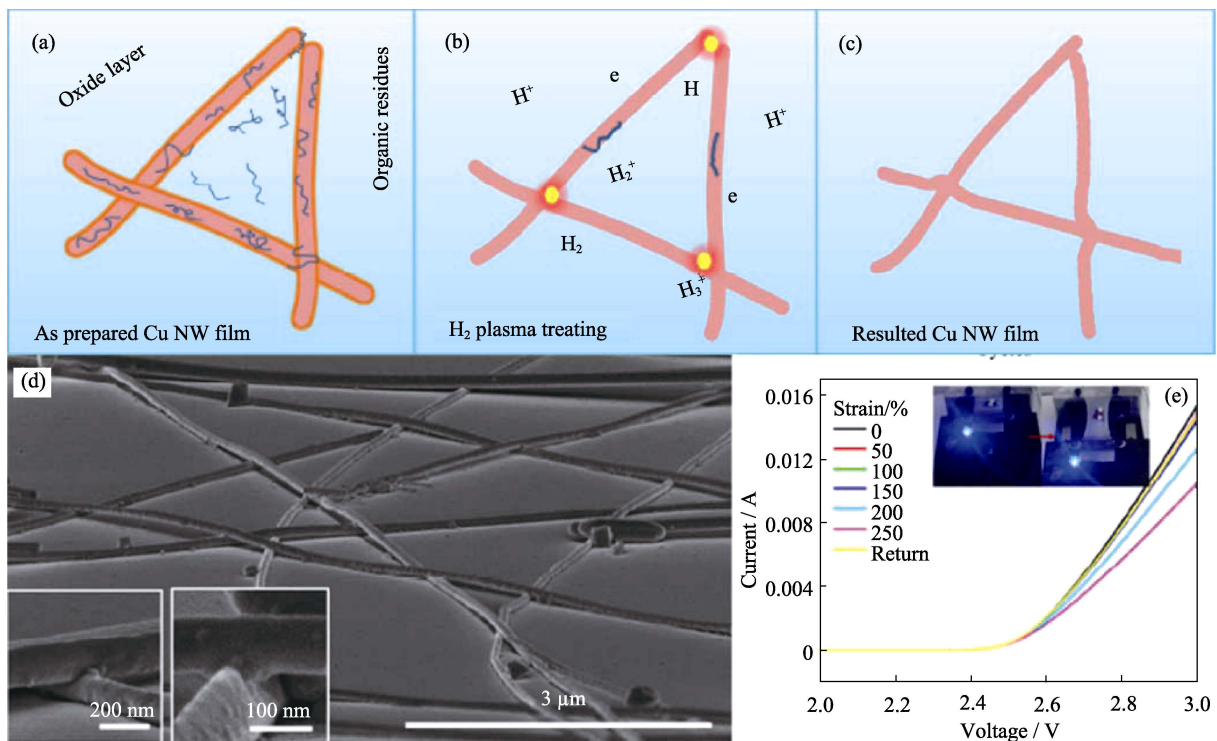 (a)
Oxide layer
Organic residues
As prepared Cu NW film
(b)
H⁺
e
H
H⁺
H₂⁺
e
H₂
H₃⁺
H₂ plasma treating
(c)
Resulted Cu NW film
(d)
200 nm
100 nm
3 μm
(e)
Strain/%
0
50
100
150
200
250
Return
Current / A
0.016
0.012
0.008
0.004
0
2.0 2.2 2.4 2.6 2.8 3.0
Voltage / V